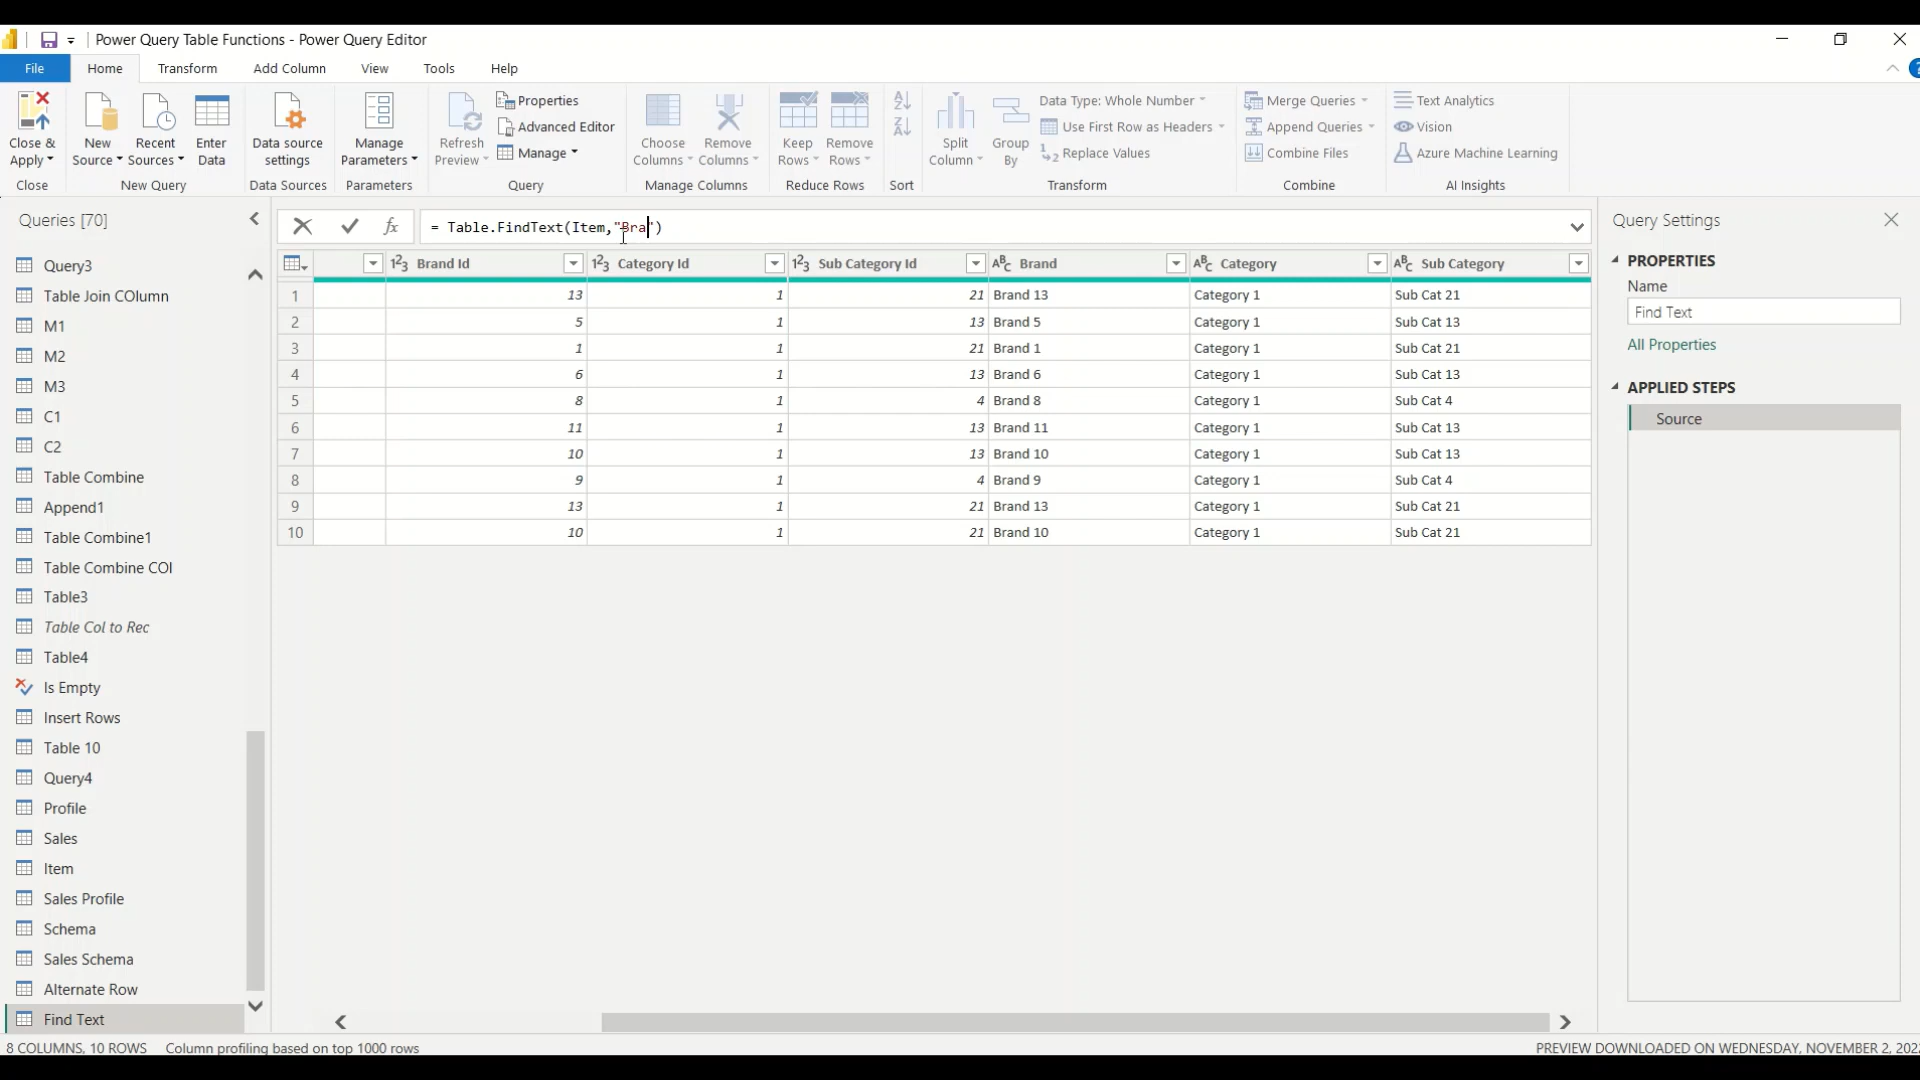 Power Query Table Functions - Power Query Editor
File Home Transform Add Column View Tools Help
Close & Apply
New Source
Recent Sources
Enter Data
Data source settings
Manage Parameters
Refresh Preview
Properties
Advanced Editor
Manage
Choose Columns
Remove Columns
Keep Rows
Remove Rows
Split Column
Group By
Data Type: Whole Number
Use First Row as Headers
Replace Values
Merge Queries
Append Queries
Combine Files
Text Analytics
Vision
Azure Machine Learning
Close New Query Data Sources Parameters Query Manage Columns Reduce Rows Sort Transform Combine AI Insights
Queries [70]
Query3
Table Join COlumn
M1
M2
M3
C1
C2
Table Combine
Append1
Table Combine1
Table Combine COl
Table3
Table Col to Rec
Table4
Is Empty
Insert Rows
Table 10
Query4
Profile
Sales
Item
Sales Profile
Schema
Sales Schema
Alternate Row
Find Text
fx = Table.FindText(Item,"Bra")
123 Brand Id 123 Category Id 123 Sub Category Id ABC Brand ABC Category ABC Sub Category
1 13 1 21 Brand 13 Category 1 Sub Cat 21
2 5 1 13 Brand 5 Category 1 Sub Cat 13
3 1 1 21 Brand 1 Category 1 Sub Cat 21
4 6 1 13 Brand 6 Category 1 Sub Cat 13
5 8 1 4 Brand 8 Category 1 Sub Cat 4
6 11 1 13 Brand 11 Category 1 Sub Cat 13
7 10 1 13 Brand 10 Category 1 Sub Cat 13
8 9 1 4 Brand 9 Category 1 Sub Cat 4
9 13 1 21 Brand 13 Category 1 Sub Cat 21
10 10 1 21 Brand 10 Category 1 Sub Cat 21
Query Settings
PROPERTIES
Name
Find Text
All Properties
APPLIED STEPS
Source
8 COLUMNS, 10 ROWS Column profiling based on top 1000 rows
PREVIEW DOWNLOADED ON WEDNESDAY, NOVEMBER 2, 202